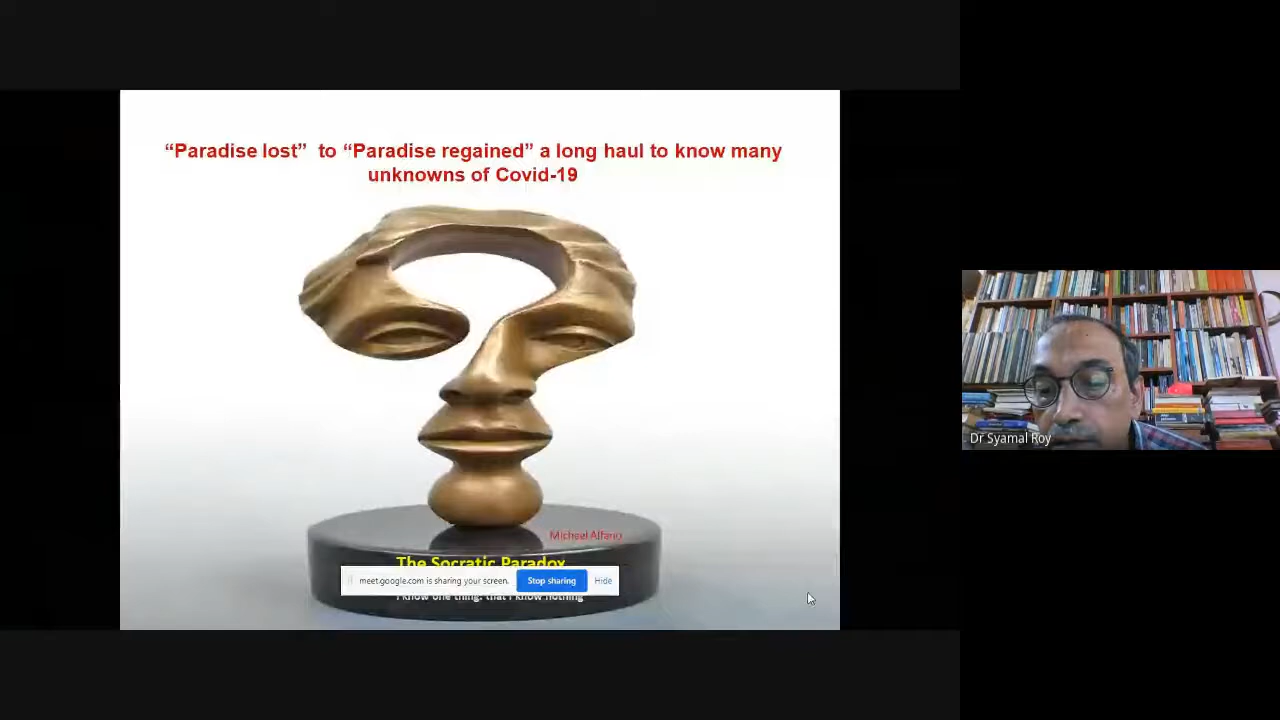 “Paradise lost” to “Paradise regained” a long haul to know many
unknowns of Covid-19
Micheel Alfano
The Socratic Paradox
meet.google.com is sharing your screen.
Stop sharing
Hide
I know one thing: that I know nothing
Dr Syamal Roy